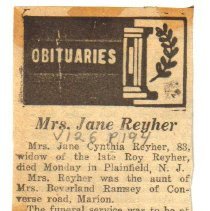 OBITUARIES
Mrs. Jane Reyher
V126 P194
Mrs. Jane Cynthia Reyher, 83,
widow of the late Roy Reyher,
died Monday in Plainfield, N. J.
Mrs. Reyher was the aunt of
Mrs. Beverland Ramsey of Con-
verse road, Marion.
The funeral service was to be at